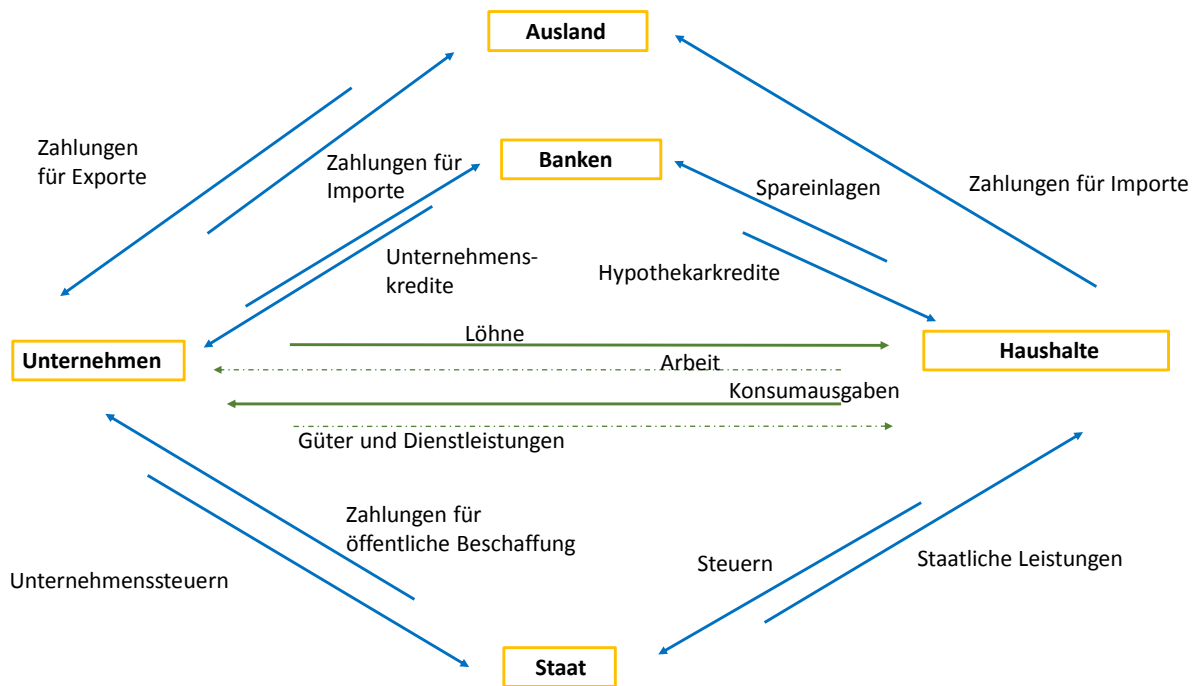 Ausland
Zahlungen
für Exporte
Zahlungen für
Importe
Banken
Spareinlagen
Zahlungen für Importe
Unternehmens-
kredite
Hypothekarkredite
Löhne
Unternehmen
Haushalte
Arbeit
Konsumausgaben
Güter und Dienstleistungen
Zahlungen für
öffentliche Beschaffung
Unternehmenssteuern
Steuern
Staatliche Leistungen
Staat